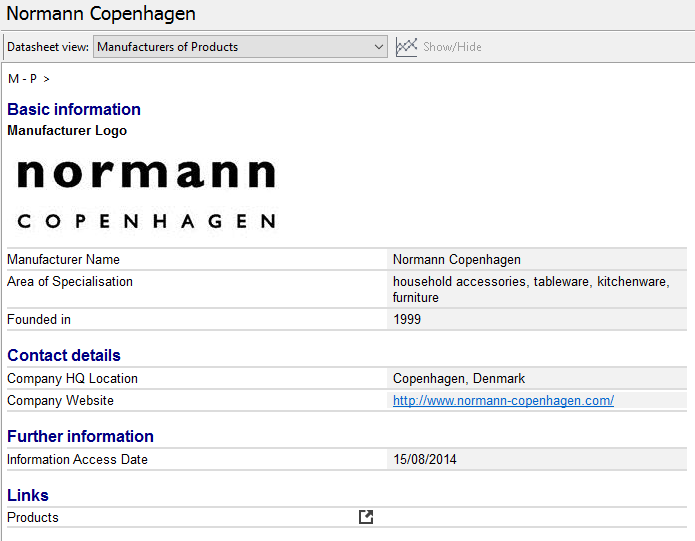 Normann Copenhagen
Datasheet view: Manufacturers of Products Show/Hide
M - P >
Basic information
Manufacturer Logo
normann
COPENHAGEN
Manufacturer Name Normann Copenhagen
Area of Specialisation household accessories, tableware, kitchenware,
furniture
Founded in 1999
Contact details
Company HQ Location Copenhagen, Denmark
Company Website http://www.normann-copenhagen.com/
Further information
Information Access Date 15/08/2014
Links
Products